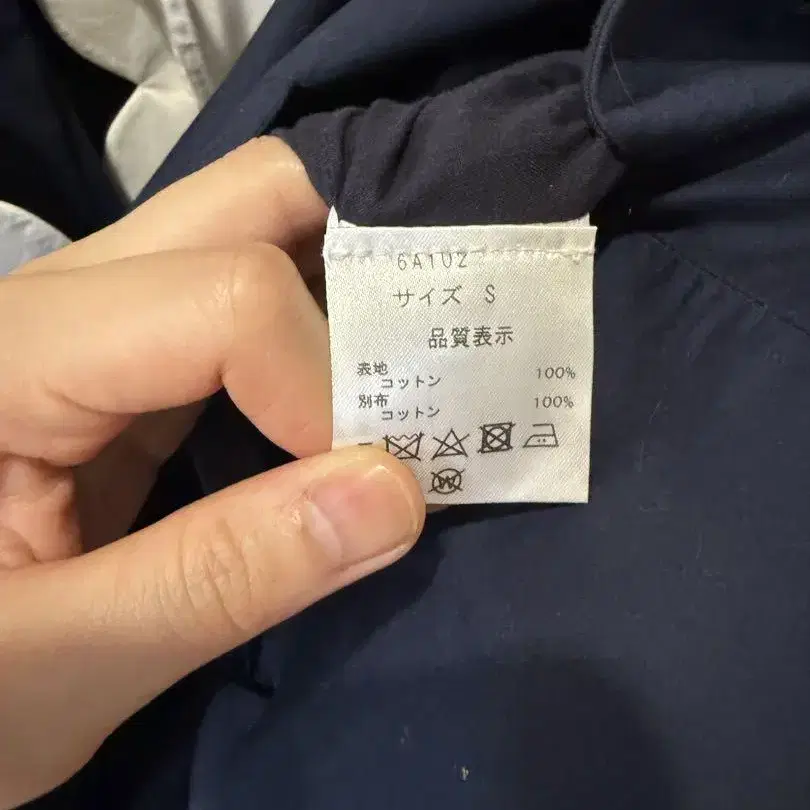 6A102
サイズ S
品質表示
表地
コットン 100%
別布
コットン 100%
W